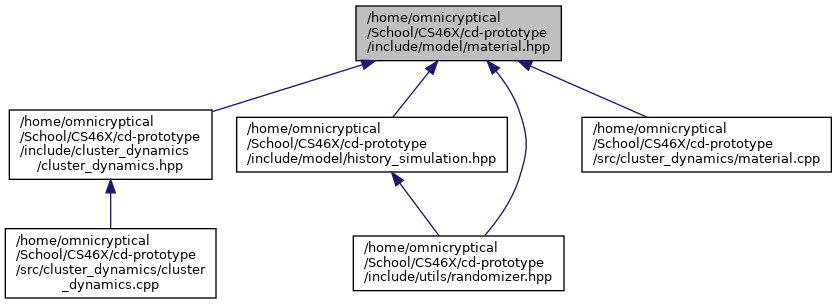 /home/omnicryptical
/School/CS46X/cd-prototype
/include/model/material.hpp
/home/omnicryptical
/School/CS46X/cd-prototype
/include/cluster_dynamics
/cluster_dynamics.hpp
/home/omnicryptical
/School/CS46X/cd-prototype
/include/model/history_simulation.hpp
/home/omnicryptical
/School/CS46X/cd-prototype
/src/cluster_dynamics/material.cpp
/home/omnicryptical
/School/CS46X/cd-prototype
/src/cluster_dynamics/cluster
_dynamics.cpp
/home/omnicryptical
/School/CS46X/cd-prototype
/include/utils/randomizer.hpp